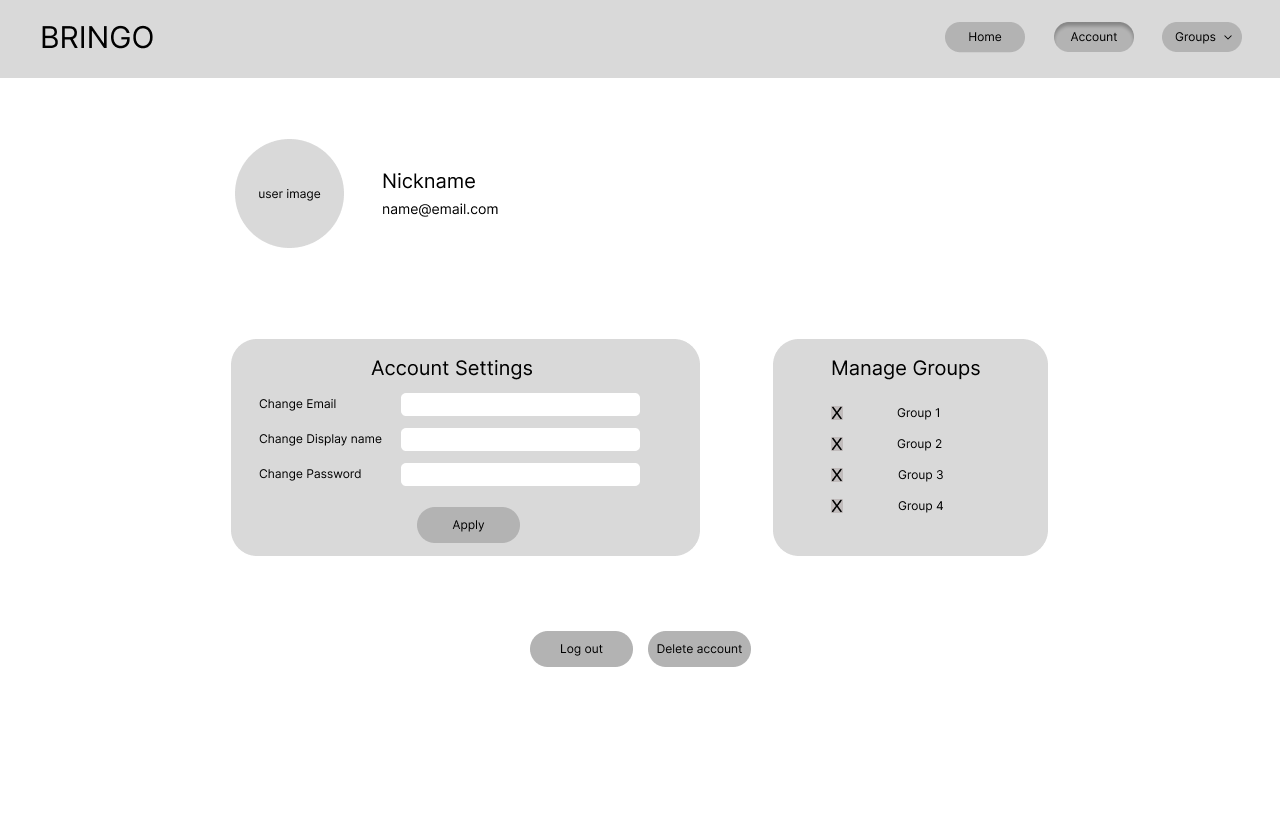 BRINGO
Home
Account
Groups
user image
Nickname
name@email.com
Account Settings
Change Email
Change Display name
Change Password
Apply
Manage Groups
X Group 1
X Group 2
X Group 3
X Group 4
Log out
Delete account